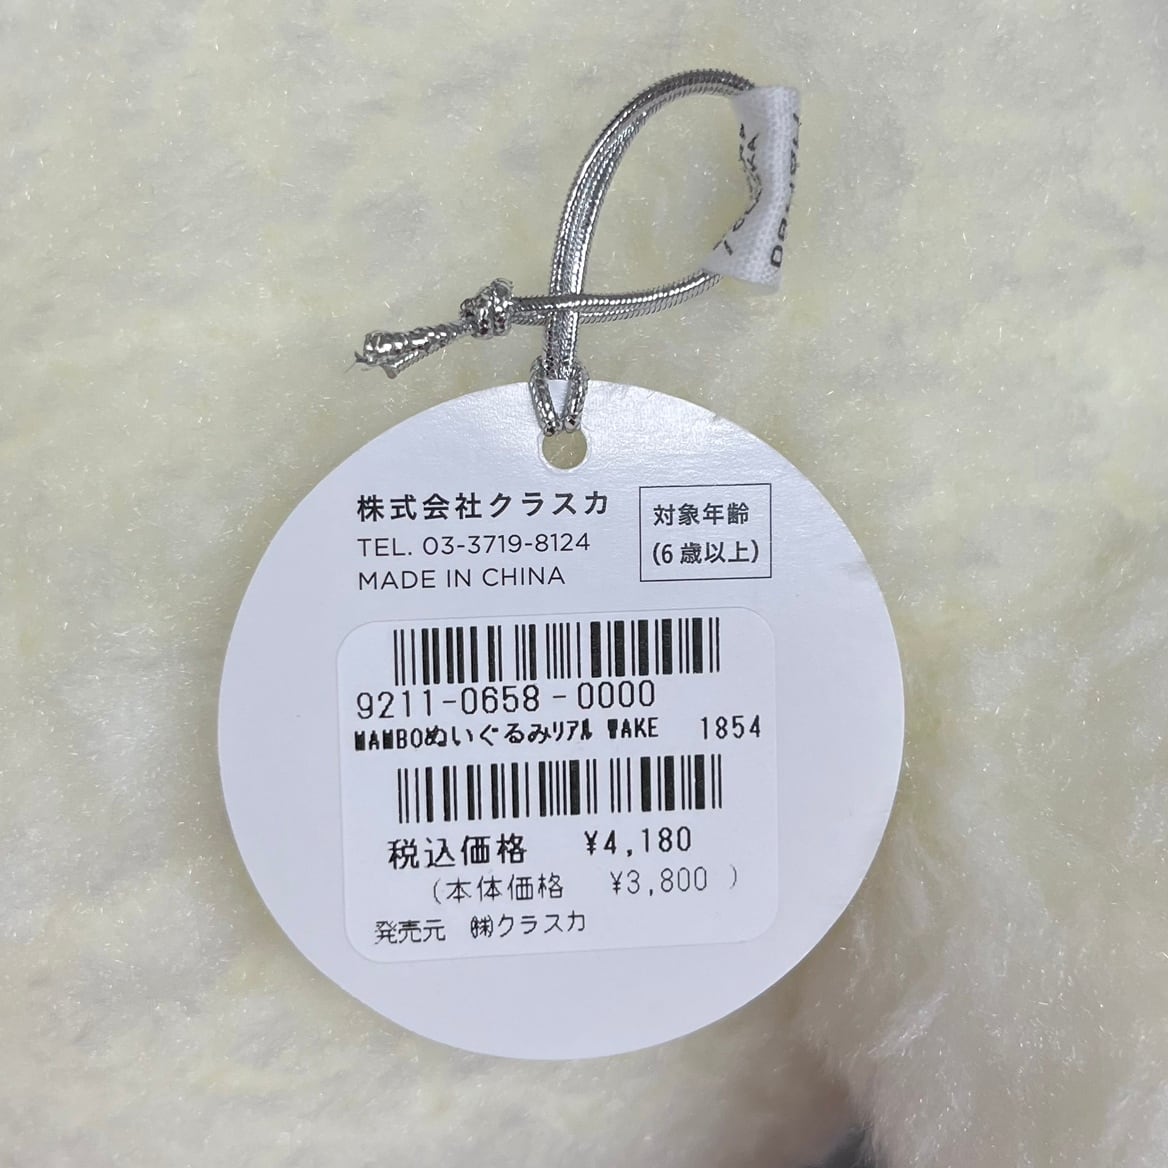 株式会社クラスカ
TEL. 03-3719-8124
MADE IN CHINA
対象年齢
(6歳以上)
9211-0658-0000
MAMBOぬいぐるみリアル WAKE 1854
税込価格 ¥4,180
(本体価格 ¥3,800 )
発売元 ㈱クラスカ